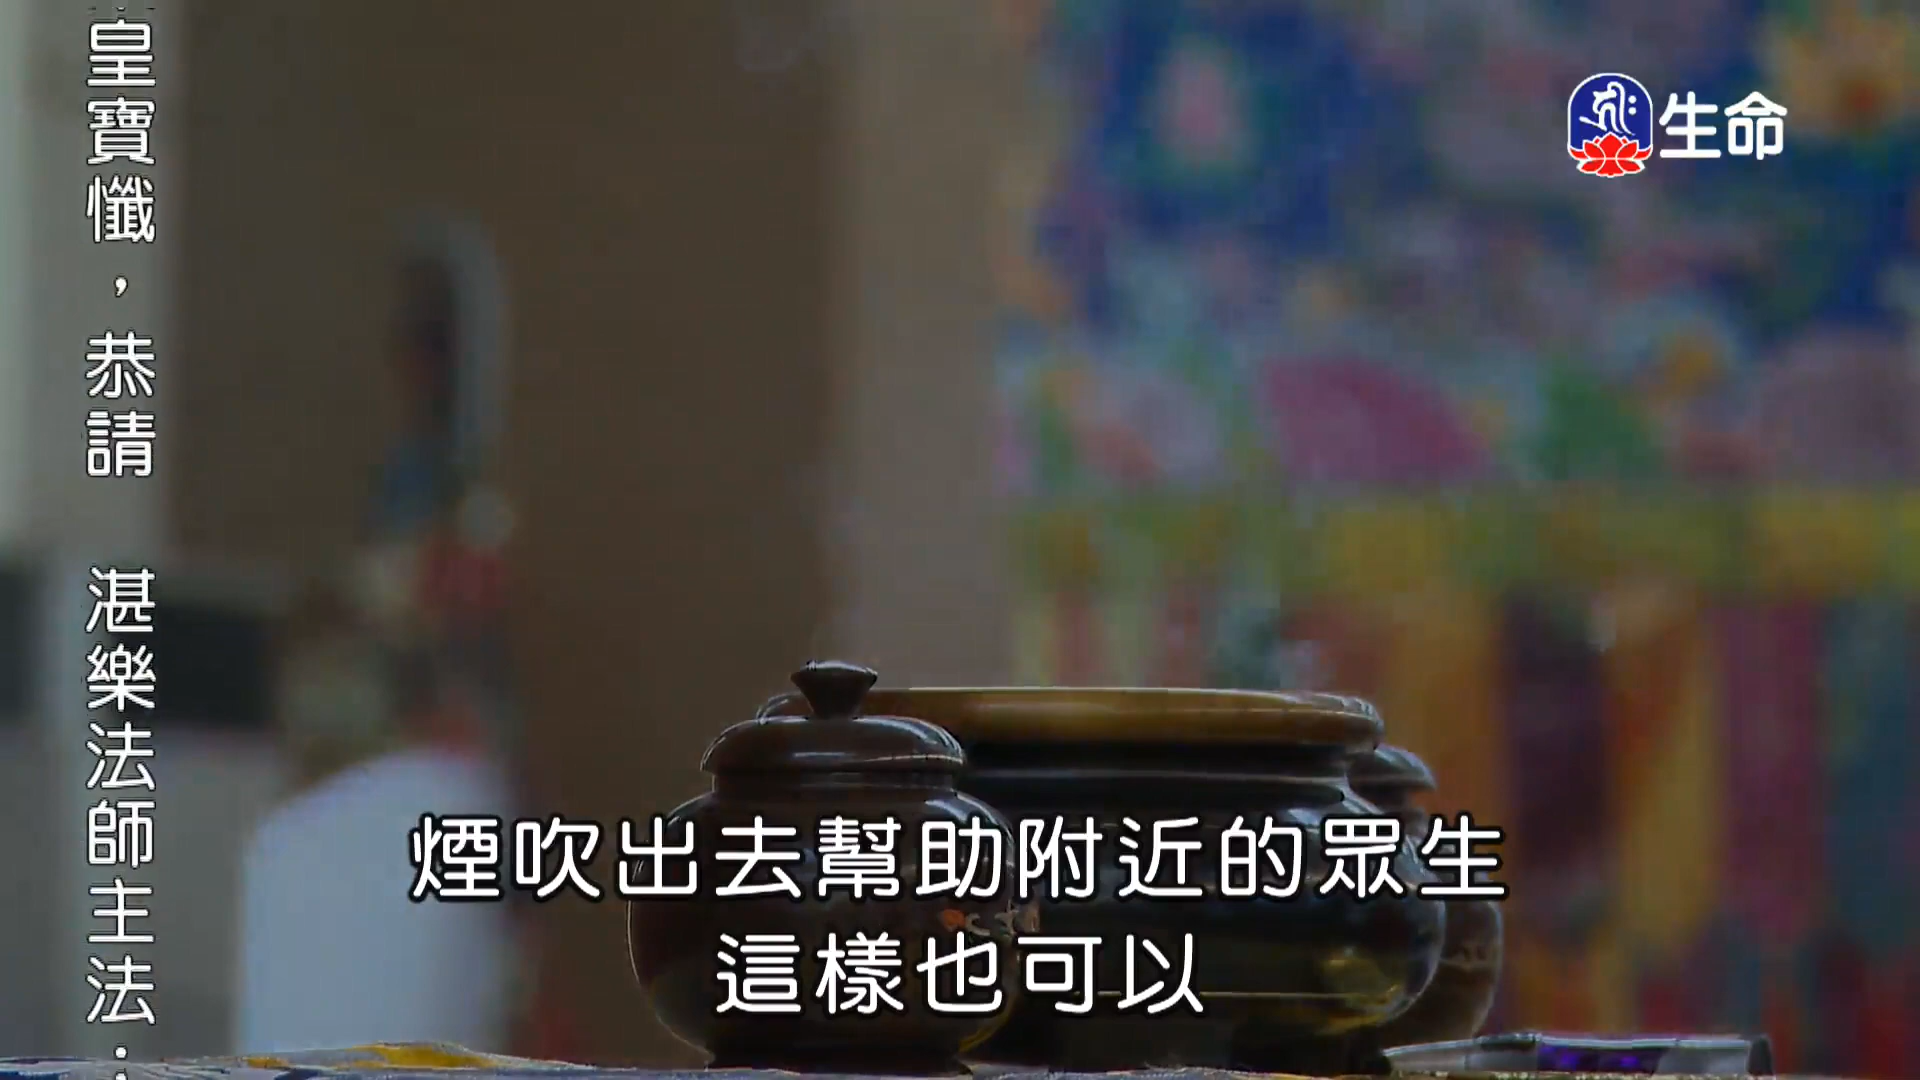 皇寶懺，恭請　湛樂法師主法
生命
煙吹出去幫助附近的眾生
這樣也可以